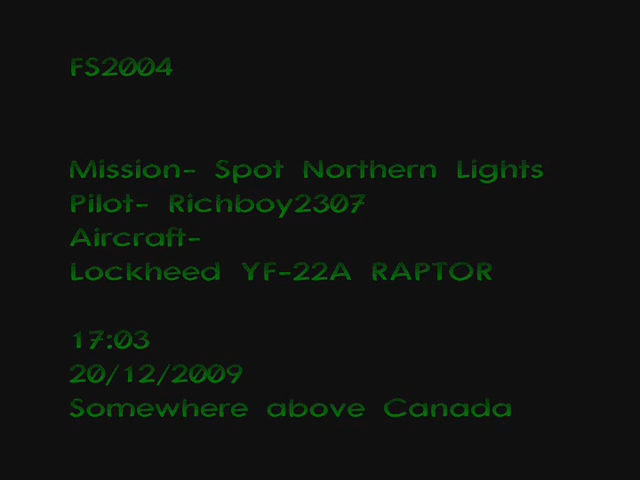 FS2004
Mission- Spot Northern Lights
Pilot- Richboy2307
Aircraft-
Lockheed YF-22A RAPTOR
17:03
20/12/2009
Somewhere above Canada